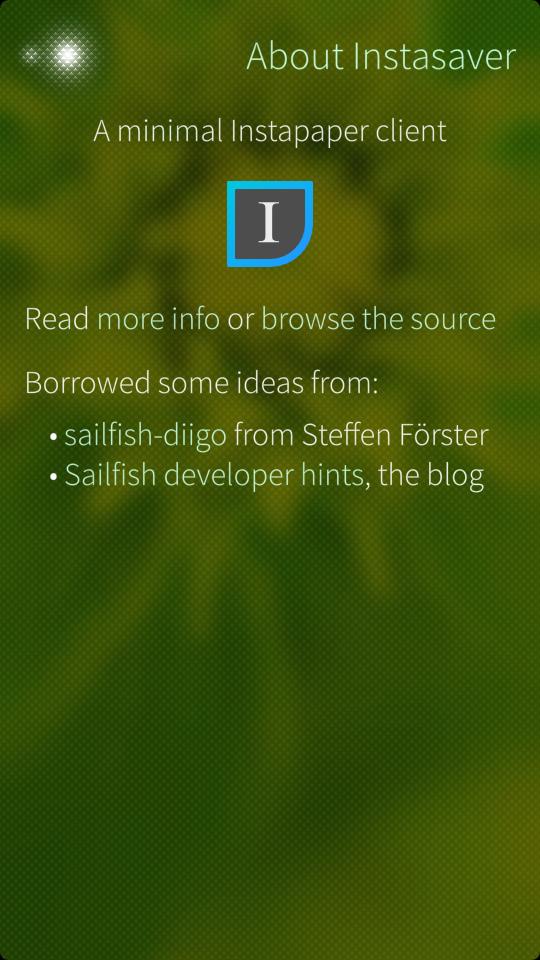 About Instasaver
A minimal Instapaper client
I
Read more info or browse the source
Borrowed some ideas from:
• sailfish-diigo from Steffen Förster
• Sailfish developer hints, the blog